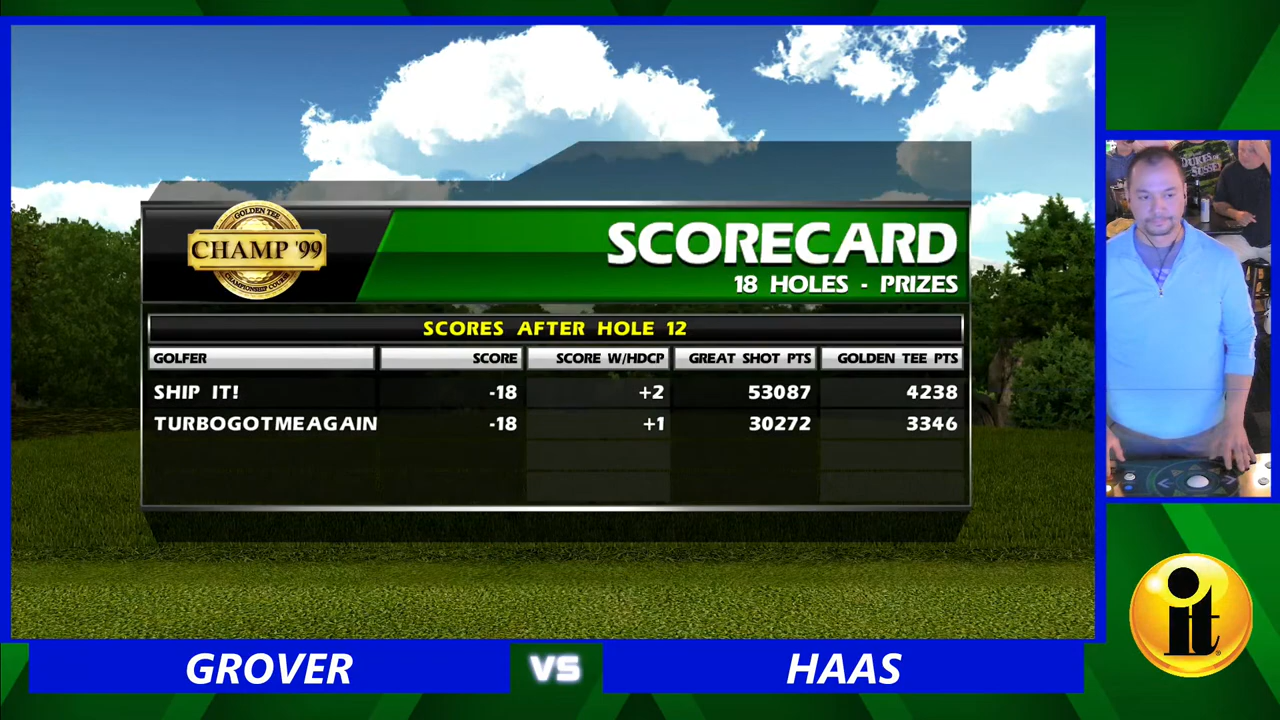 GOLDEN TEE
CHAMP '99
CHAMPIONSHIP COURSE
SCORECARD
18 HOLES - PRIZES
SCORES AFTER HOLE 12
GOLFER SCORE SCORE W/HDCP GREAT SHOT PTS GOLDEN TEE PTS
SHIP IT! -18 +2 53087 4238
TURBOGOTMEAGAIN -18 +1 30272 3346
DUKES OF
it
GROVER VS HAAS